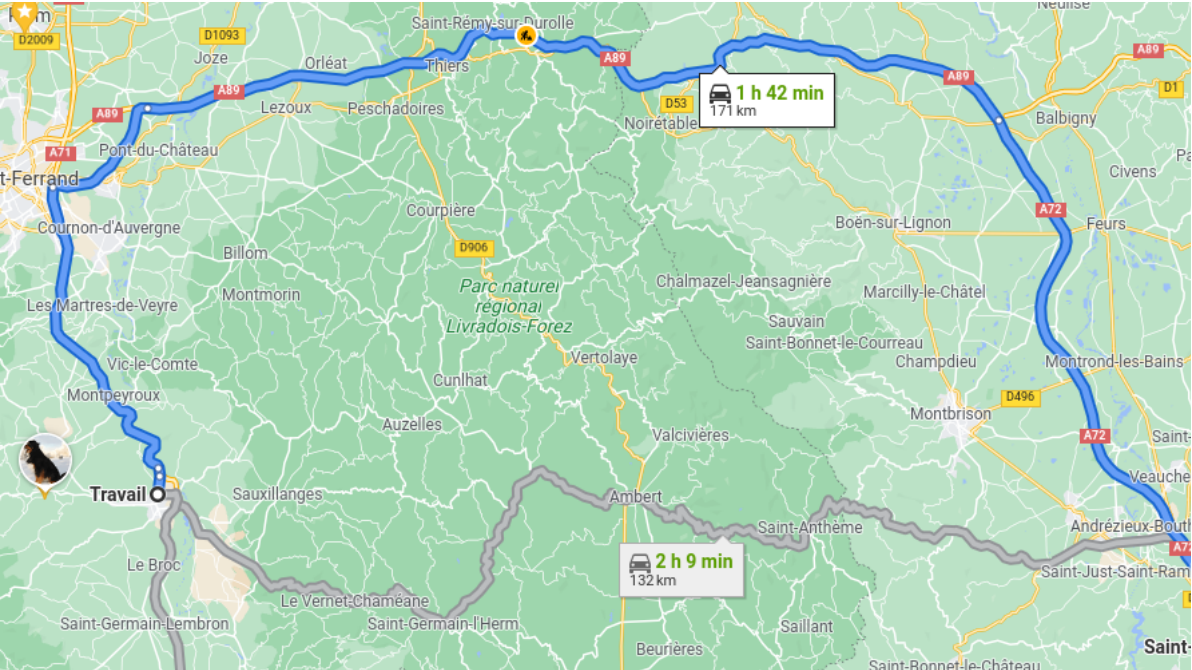 Neulise
D2009
D1093
Saint-Rémy-sur-Durolle
A89
Joze
Orléat
Thiers
A89
A89
D1
1 h 42 min
171 km
A89
Lezoux
Peschadoires
D53
A89
Noirétable
Balbigny
A71
Pont-du-Château
t-Ferrand
Civens
Courpière
A72
Cournon-d'Auvergne
Boën-sur-Lignon
Feurs
Billom
D906
Montmorin
Parc naturel
régional
Livradois-Forez
Chalmazel-Jeansagnière
Marcilly-le-Châtel
Les Martres-de-Veyre
Sauvain
Saint-Bonnet-le-Courreau
Vertolaye
Champdieu
Montrond-les-Bains
Vic-le-Comte
Cunlhat
Montpeyroux
D496
Montbrison
Auzelles
Valcivières
A72
Saint-
Veauche
Travail
Sauxillanges
Ambert
Saint-Anthème
Andrézieux-Bouth
A72
2 h 9 min
132 km
Le Broc
Saint-Just-Saint-Ram
Le Vernet-Chaméane
Saint-Germain-Lembron
Saint-Germain-l'Herm
Saillant
Beurières
Saint-
Saint-Bonnet-le-Château